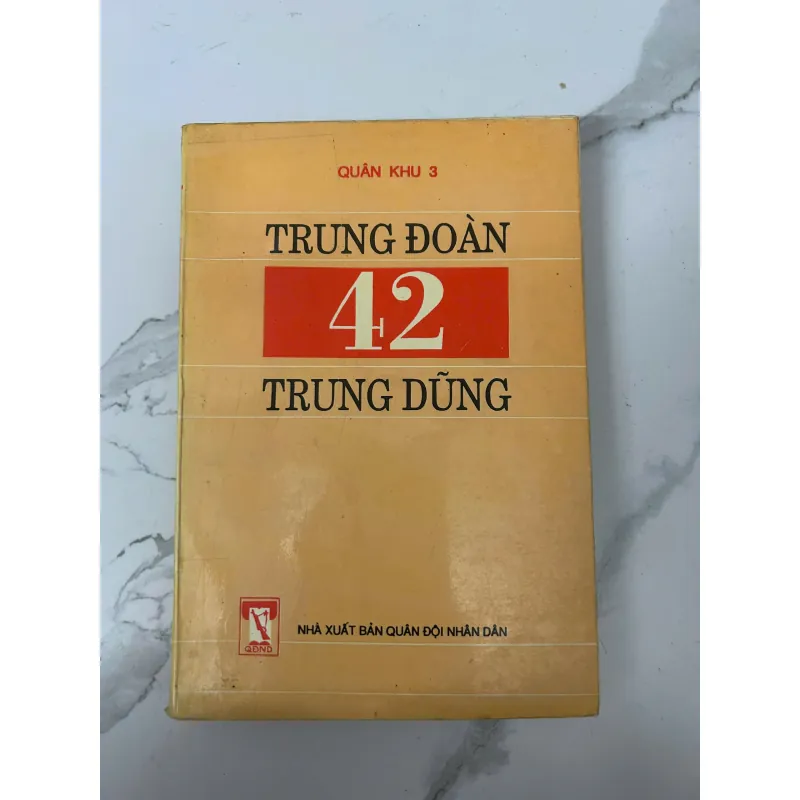 QUÂN KHU 3
TRUNG ĐOÀN
42
TRUNG DŨNG
QĐND
NHÀ XUẤT BẢN QUÂN ĐỘI NHÂN DÂN